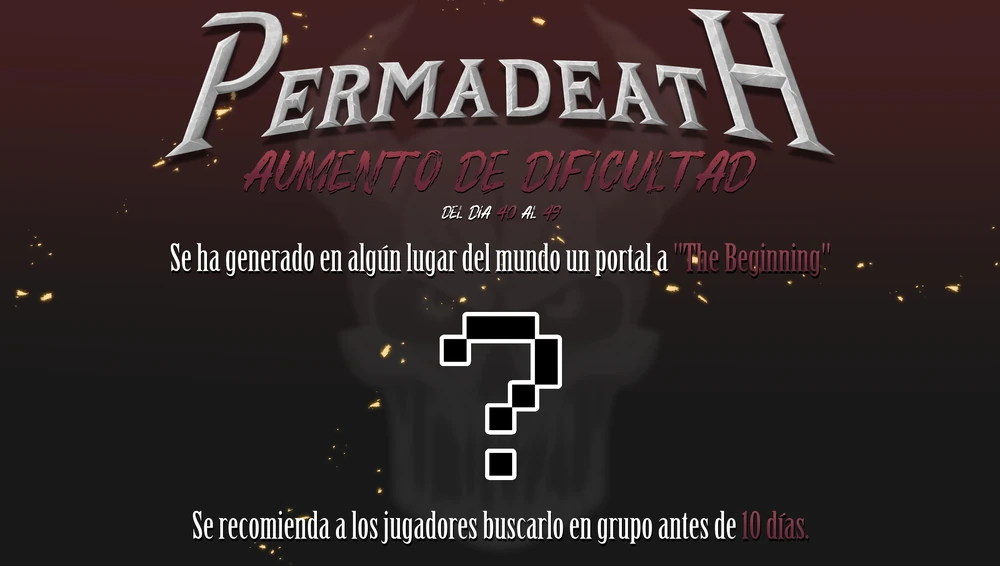 PERMADEATH
AUMENTO DE DIFICULTAD
DEL DÍA 40 AL 49
Se ha generado en algún lugar del mundo un portal a "The Beginning"
?
Se recomienda a los jugadores buscarlo en grupo antes de 10 días.